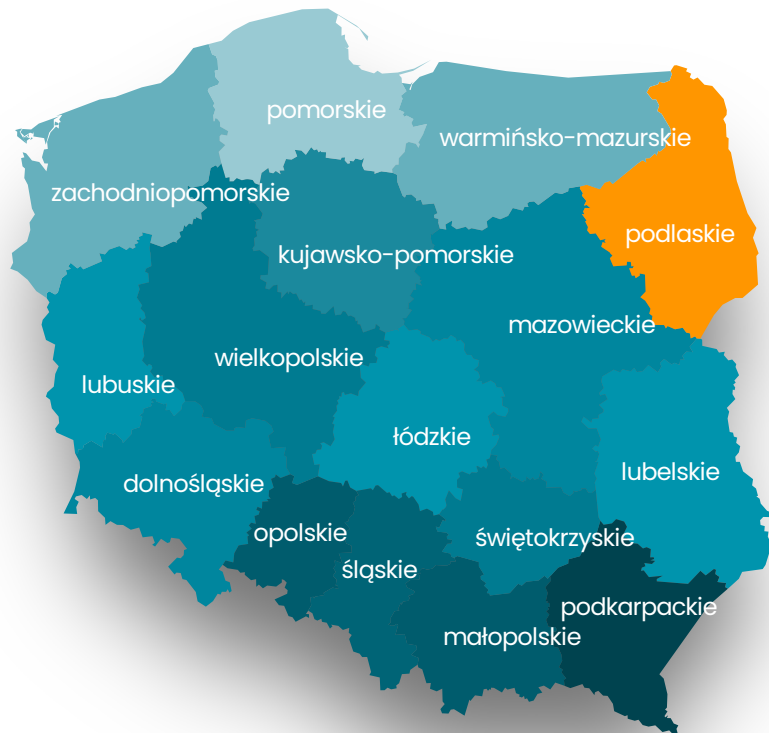 pomorskie
warmińsko-mazurskie
zachodniopomorskie
podlaskie
kujawsko-pomorskie
mazowieckie
wielkopolskie
lubuskie
łódzkie
lubelskie
dolnośląskie
opolskie
świętokrzyskie
śląskie
podkarpackie
małopolskie